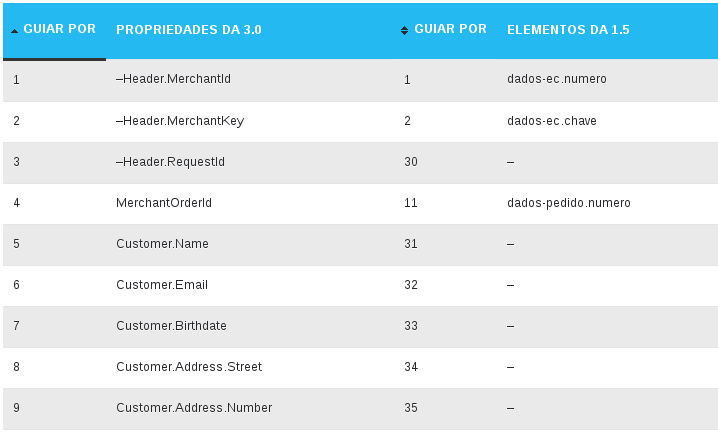 GUIAR POR PROPRIEDADES DA 3.0 GUIAR POR ELEMENTOS DA 1.5
1 –Header.MerchantId 1 dados-ec.numero
2 –Header.MerchantKey 2 dados-ec.chave
3 –Header.RequestId 30 –
4 MerchantOrderId 11 dados-pedido.numero
5 Customer.Name 31 –
6 Customer.Email 32 –
7 Customer.Birthdate 33 –
8 Customer.Address.Street 34 –
9 Customer.Address.Number 35 –